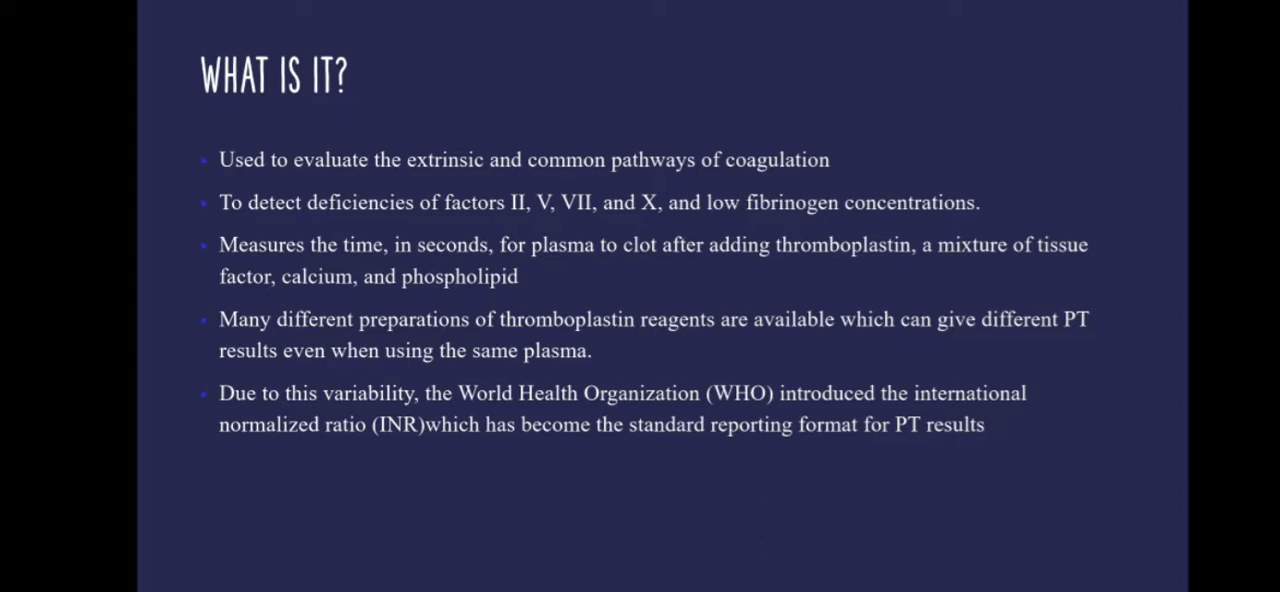 WHAT IS IT?
Used to evaluate the extrinsic and common pathways of coagulation
To detect deficiencies of factors II, V, VII, and X, and low fibrinogen concentrations.
Measures the time, in seconds, for plasma to clot after adding thromboplastin, a mixture of tissue
factor, calcium, and phospholipid
Many different preparations of thromboplastin reagents are available which can give different PT
results even when using the same plasma.
Due to this variability, the World Health Organization (WHO) introduced the international
normalized ratio (INR)which has become the standard reporting format for PT results